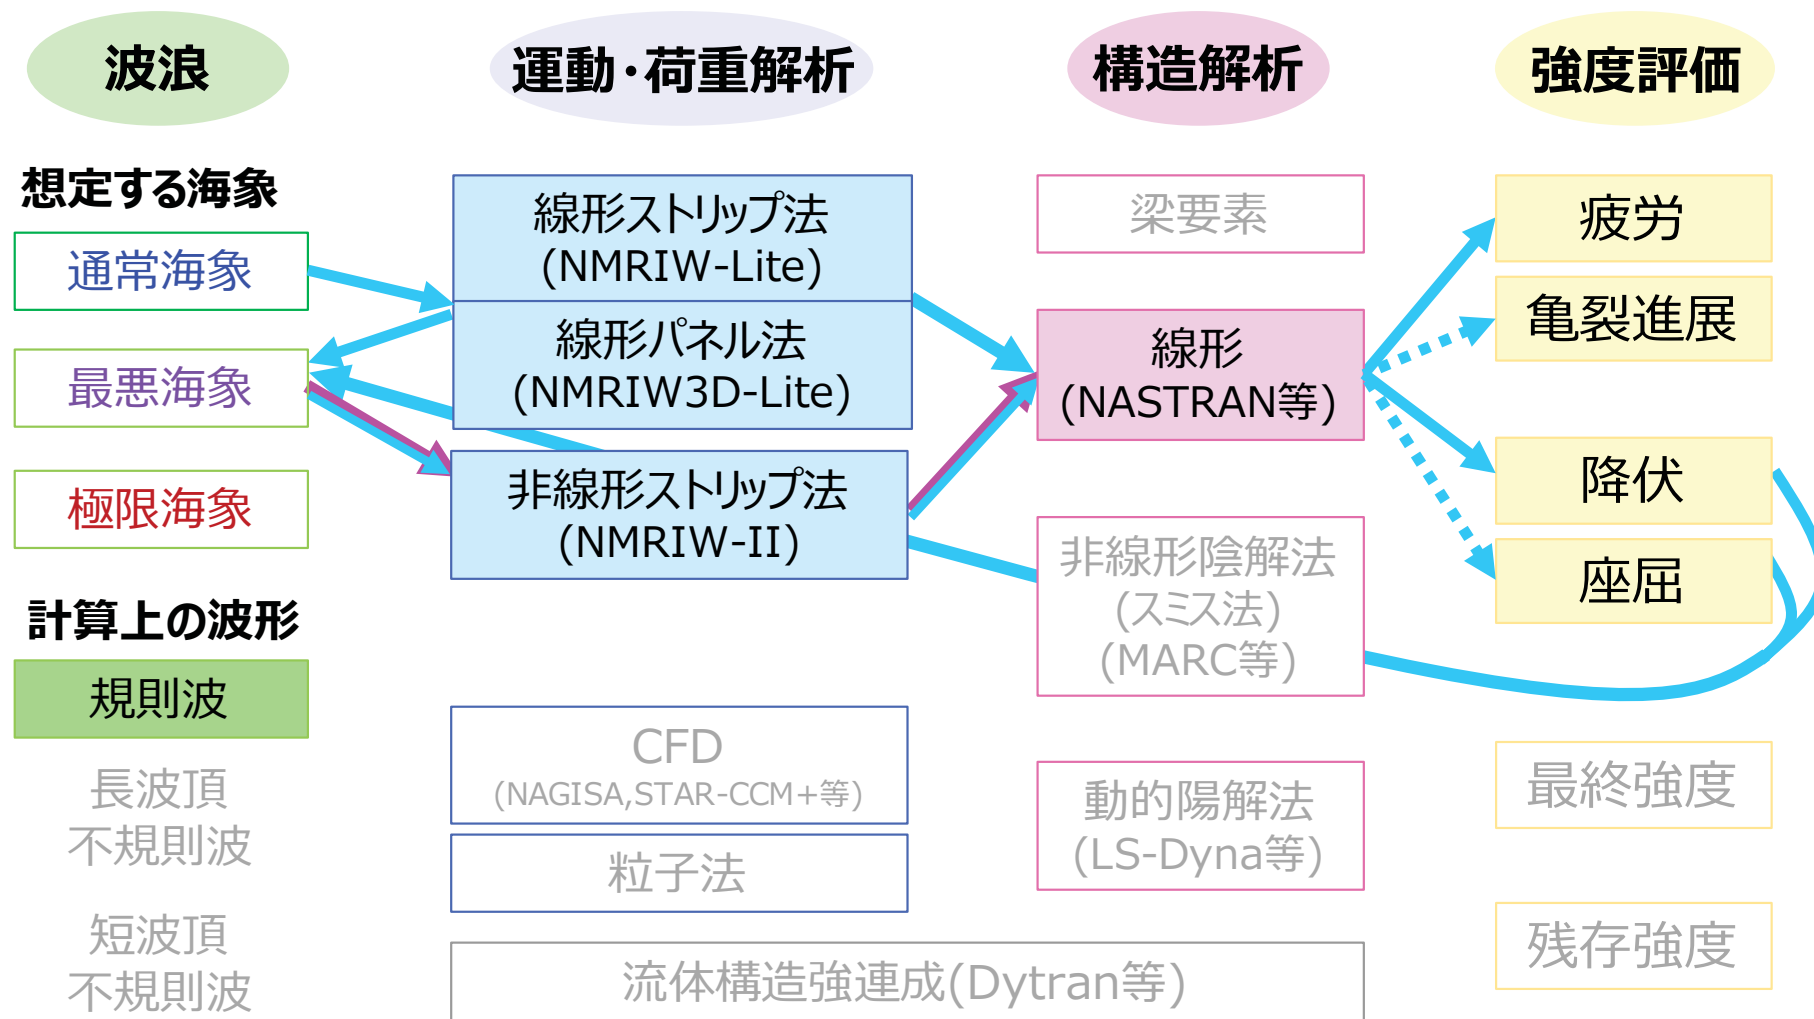 波浪
運動・荷重解析
構造解析
強度評価
想定する海象
通常海象
最悪海象
極限海象
計算上の波形
規則波
長波頂
不規則波
短波頂
不規則波
線形ストリップ法
(NMRIW-Lite)
線形パネル法
(NMRIW3D-Lite)
非線形ストリップ法
(NMRIW-II)
CFD
(NAGISA,STAR-CCM+等)
粒子法
流体構造強連成(Dytran等)
梁要素
線形
(NASTRAN等)
非線形陰解法
(スミス法)
(MARC等)
動的陽解法
(LS-Dyna等)
疲労
亀裂進展
降伏
座屈
最終強度
残存強度